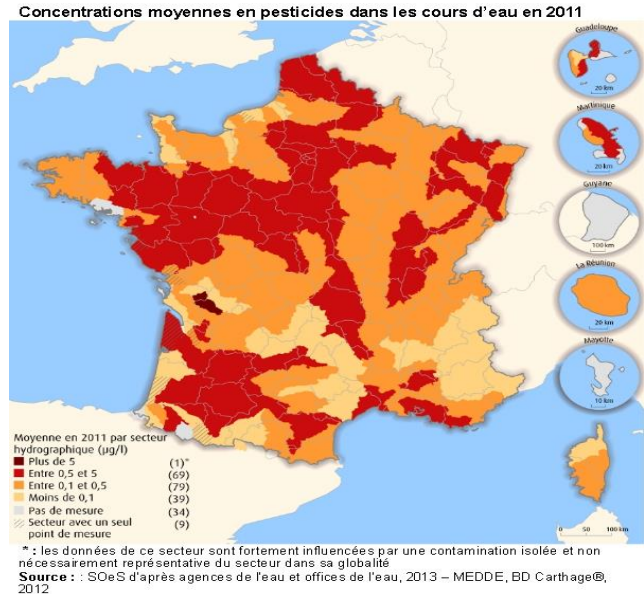 Concentrations moyennes en pesticides dans les cours d'eau en 2011
Guadeloupe
20 km
Martinique
20 km
Guyane
100 km
La Réunion
20 km
Mayotte
10 km
Moyenne en 2011 par secteur
hydrographique (µg/l)
Plus de 5 (1)*
Entre 0,5 et 5 (69)
Entre 0,1 et 0,5 (79)
Moins de 0,1 (39)
Pas de mesure (34)
Secteur avec un seul (9)
point de mesure
0 50 100 km
* : les données de ce secteur sont fortement influencées par une contamination isolée et non
nécessairement représentative du secteur dans sa globalité
Source : : SOeS d'après agences de l'eau et offices de l'eau, 2013 – MEDDE, BD Carthage®,
2012